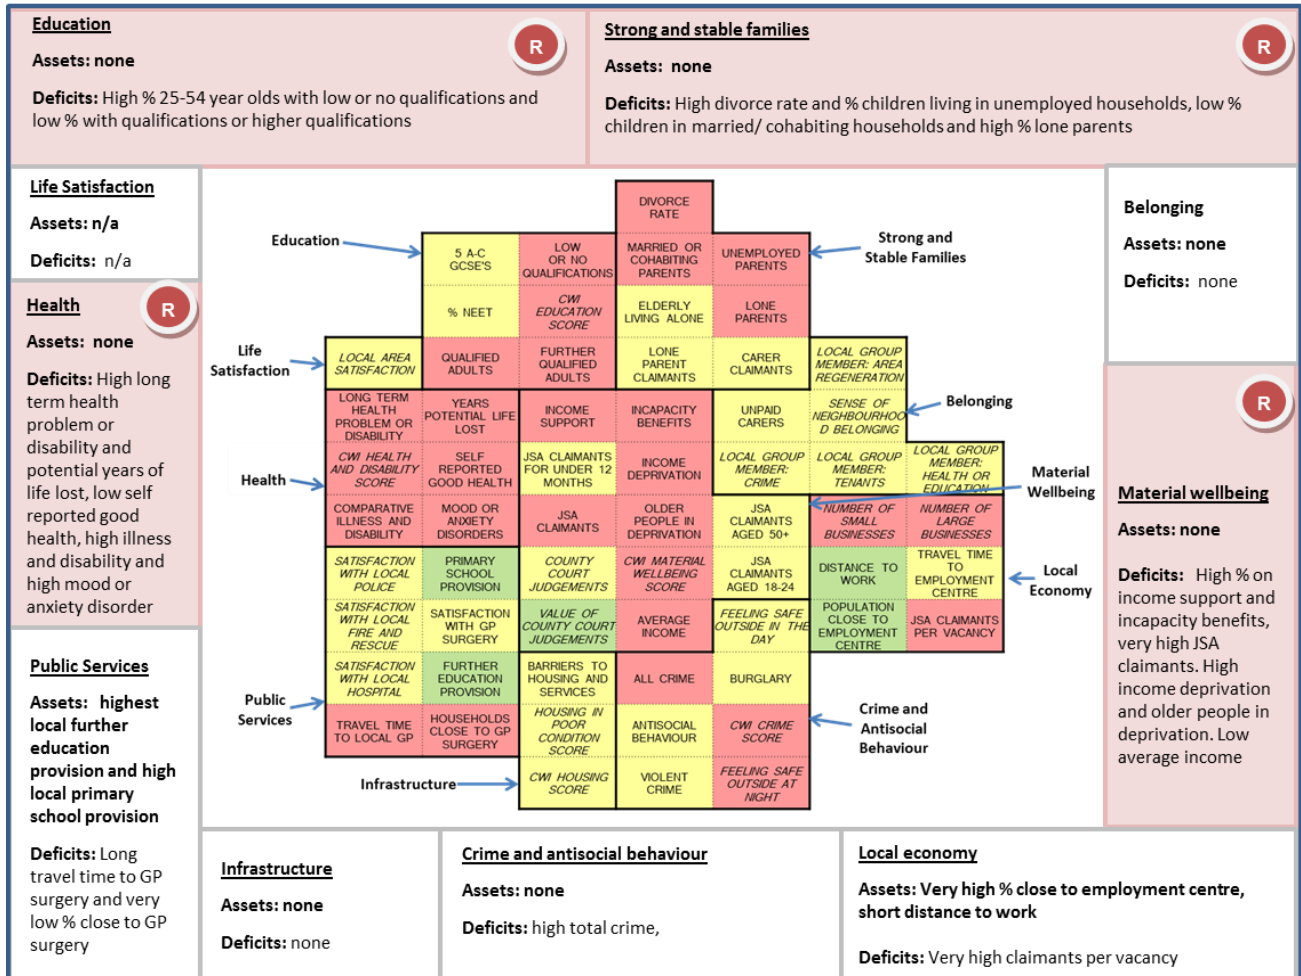 Education
R
Assets: none
Deficits: High % 25-54 year olds with low or no qualifications and
low % with qualifications or higher qualifications
Strong and stable families
R
Assets: none
Deficits: High divorce rate and % children living in unemployed households, low %
children in married/ cohabiting households and high % lone parents
Life Satisfaction
Assets: n/a
Deficits: n/a
Health
R
Assets: none
Deficits: High long
term health
problem or
disability and
potential years of
life lost, low self
reported good
health, high illness
and disability and
high mood or
anxiety disorder
Public Services
Assets: highest
local further
education
provision and high
local primary
school provision
Deficits: Long
travel time to GP
surgery and very
low % close to GP
surgery
Education
Life
Satisfaction
Health
Public
Services
Infrastructure
DIVORCE
RATE
5 A-C
GCSE'S
LOW
OR NO
QUALIFICATIONS
MARRIED OR
COHABITING
PARENTS
UNEMPLOYED
PARENTS
% NEET
CWI
EDUCATION
SCORE
ELDERLY
LIVING ALONE
LONE
PARENTS
LOCAL AREA
SATISFACTION
QUALIFIED
ADULTS
FURTHER
QUALIFIED
ADULTS
LONE
PARENT
CLAIMANTS
CARER
CLAIMANTS
LOCAL GROUP
MEMBER: AREA
REGENERATION
LONG TERM
HEALTH
PROBLEM OR
DISABILITY
YEARS
POTENTIAL LIFE
LOST
INCOME
SUPPORT
INCAPACITY
BENEFITS
UNPAID
CARERS
SENSE OF
NEIGHBOURHOO
D BELONGING
CWI HEALTH
AND DISABILITY
SCORE
SELF
REPORTED
GOOD HEALTH
JSA CLAIMANTS
FOR UNDER 12
MONTHS
INCOME
DEPRIVATION
LOCAL GROUP
MEMBER:
CRIME
LOCAL GROUP
MEMBER:
TENANTS
LOCAL GROUP
MEMBER:
HEALTH OR
EDUCATION
COMPARATIVE
ILLNESS AND
DISABILITY
MOOD OR
ANXIETY
DISORDERS
JSA
CLAIMANTS
OLDER
PEOPLE IN
DEPRIVATION
JSA
CLAIMANTS
AGED 50+
NUMBER OF
SMALL
BUSINESSES
NUMBER OF
LARGE
BUSINESSES
SATISFACTION
WITH LOCAL
POLICE
PRIMARY
SCHOOL
PROVISION
COUNTY
COURT
JUDGEMENTS
CWI MATERIAL
WELLBEING
SCORE
JSA
CLAIMANTS
AGED 18-24
DISTANCE TO
WORK
TRAVEL TIME
TO
EMPLOYMENT
CENTRE
SATISFACTION
WITH LOCAL
FIRE AND
RESCUE
SATISFACTION
WITH GP
SURGERY
VALUE OF
COUNTY COURT
JUDGEMENTS
AVERAGE
INCOME
FEELING SAFE
OUTSIDE IN THE
DAY
POPULATION
CLOSE TO
EMPLOYMENT
CENTRE
JSA CLAIMANTS
PER VACANCY
SATISFACTION
WITH LOCAL
HOSPITAL
FURTHER
EDUCATION
PROVISION
BARRIERS TO
HOUSING AND
SERVICES
ALL CRIME
BURGLARY
TRAVEL TIME
TO LOCAL GP
HOUSEHOLDS
CLOSE TO GP
SURGERY
HOUSING IN
POOR
CONDITION
SCORE
ANTISOCIAL
BEHAVIOUR
CWI CRIME
SCORE
CWI HOUSING
SCORE
VIOLENT
CRIME
FEELING SAFE
OUTSIDE AT
NIGHT
Strong and
Stable Families
Belonging
Material
Wellbeing
Local
Economy
Crime and
Antisocial
Behaviour
Belonging
Assets: none
Deficits: none
R
Material wellbeing
Assets: none
Deficits: High % on
income support and
incapacity benefits,
very high JSA
claimants. High
income deprivation
and older people in
deprivation. Low
average income
Infrastructure
Assets: none
Deficits: none
Crime and antisocial behaviour
Assets: none
Deficits: high total crime,
Local economy
Assets: Very high % close to employment centre,
short distance to work
Deficits: Very high claimants per vacancy